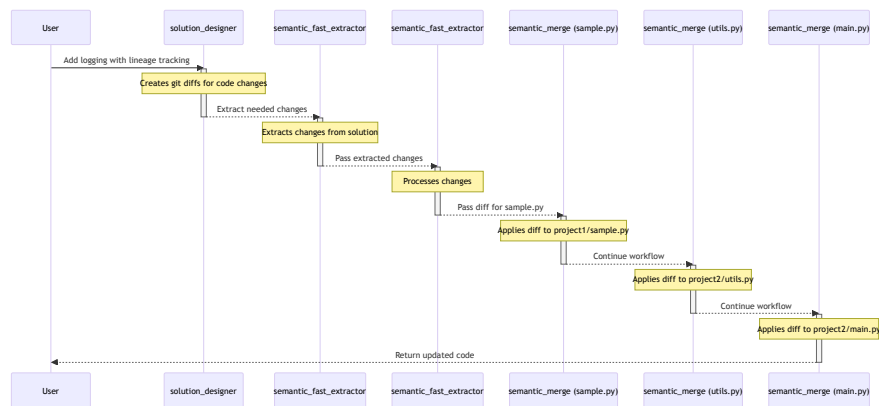 User
solution_designer
semantic_fast_extractor
semantic_fast_extractor
semantic_merge (sample.py)
semantic_merge (utils.py)
semantic_merge (main.py)
Add logging with lineage tracking
Creates git diffs for code changes
Extract needed changes
Extracts changes from solution
Pass extracted changes
Processes changes
Pass diff for sample.py
Applies diff to project1/sample.py
Continue workflow
Applies diff to project2/utils.py
Continue workflow
Applies diff to project2/main.py
Return updated code
User
solution_designer
semantic_fast_extractor
semantic_fast_extractor
semantic_merge (sample.py)
semantic_merge (utils.py)
semantic_merge (main.py)